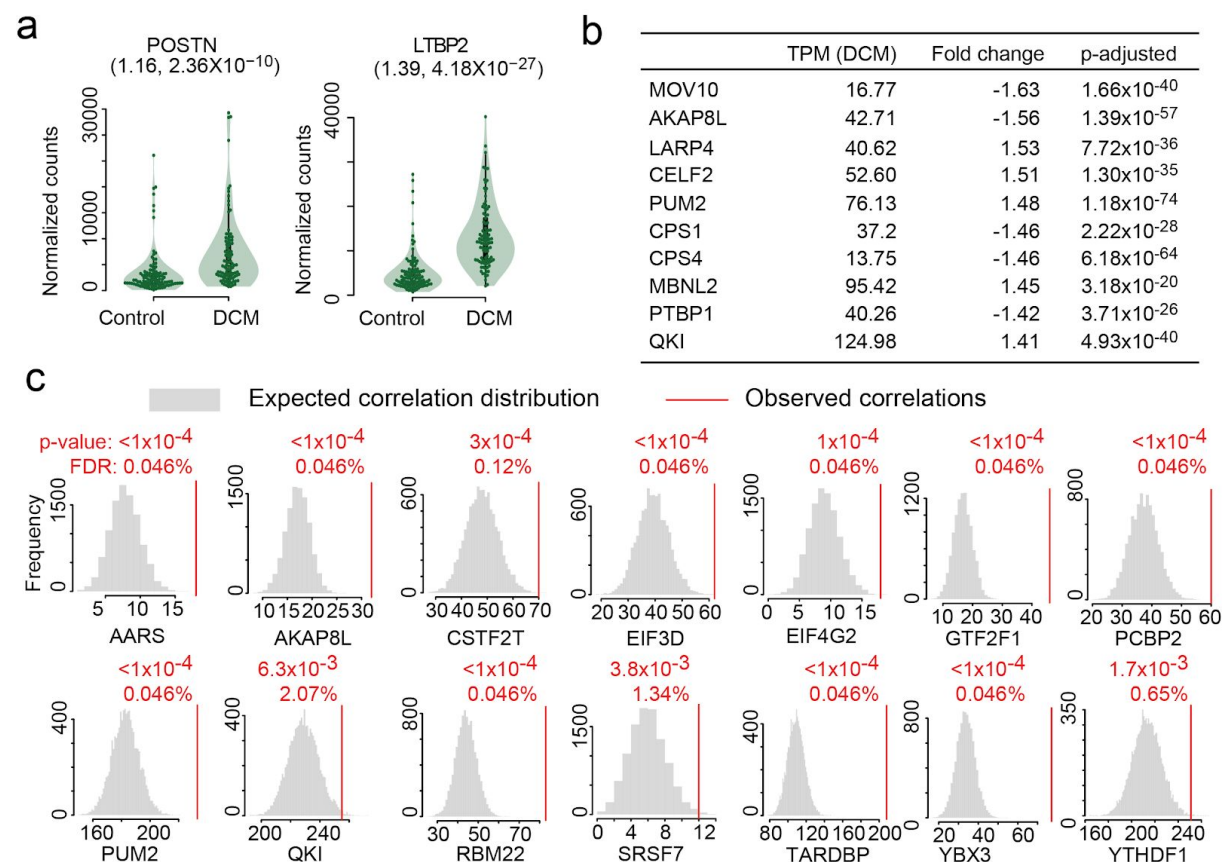 a
POSTN
(1.16, 2.36X10⁻¹⁰)
LTBP2
(1.39, 4.18X10⁻²⁷)
Normalized counts
30000
10000
0
Control DCM
Normalized counts
40000
0
Control DCM
b
TPM (DCM) Fold change p-adjusted
MOV10 16.77 -1.63 1.66x10⁻⁴⁰
AKAP8L 42.71 -1.56 1.39x10⁻⁵⁷
LARP4 40.62 1.53 7.72x10⁻³⁶
CELF2 52.60 1.51 1.30x10⁻³⁵
PUM2 76.13 1.48 1.18x10⁻⁷⁴
CPS1 37.2 -1.46 2.22x10⁻²⁸
CPS4 13.75 -1.46 6.18x10⁻⁶⁴
MBNL2 95.42 1.45 3.18x10⁻²⁰
PTBP1 40.26 -1.42 3.71x10⁻²⁶
QKI 124.98 1.41 4.93x10⁻⁴⁰
c
Expected correlation distribution Observed correlations
p-value: <1x10⁻⁴ <1x10⁻⁴ 3x10⁻⁴ <1x10⁻⁴ 1x10⁻⁴ <1x10⁻⁴ <1x10⁻⁴
FDR: 0.046% 0.046% 0.12% 0.046% 0.046% 0.046% 0.046%
Frequency
1500 1500 600 600 1500 1200 800
0 0 0 0 0 0 0
5 10 15
10 15 20 25 30
30 40 50 60 70
20 30 40 50 60
0 5 10 15
10 20 30 40
20 30 40 50 60
AARS AKAP8L CSTF2T EIF3D EIF4G2 GTF2F1 PCBP2
<1x10⁻⁴ 6.3x10⁻³ <1x10⁻⁴ 3.8x10⁻³ <1x10⁻⁴ <1x10⁻⁴ 1.7x10⁻³
0.046% 2.07% 0.046% 1.34% 0.046% 0.046% 0.65%
400 400 800 1500 400 800 350
0 0 0 0 0 0 0
160 200
200 240
30 40 50 60 70
0 4 8 12
80 120 160 200
20 40 60
160 200 240
PUM2 QKI RBM22 SRSF7 TARDBP YBX3 YTHDF1